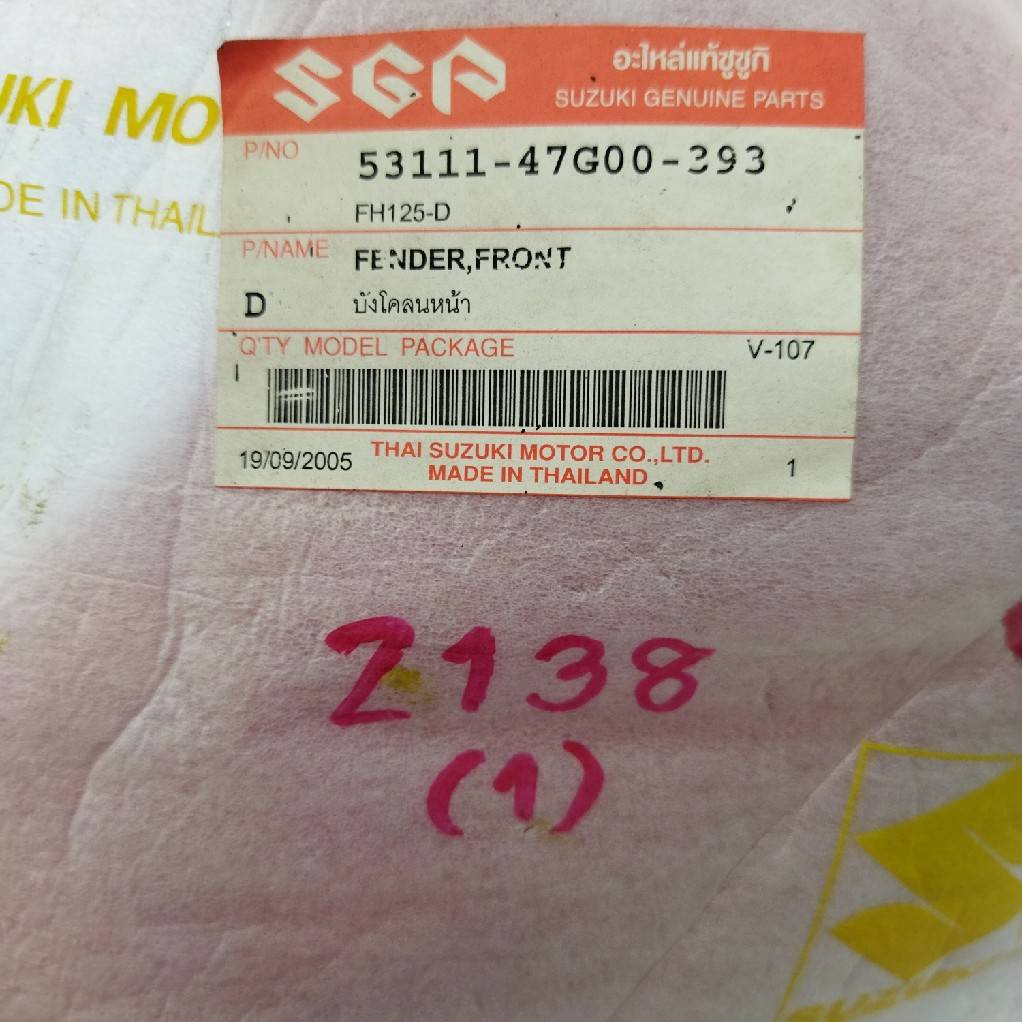 UKI MO
DE IN THAIL
SGP
อะไหล่แท้ซูซูกิ
SUZUKI GENUINE PARTS
P/NO 53111-47G00-393
FH125-D
P/NAME FENDER,FRONT
D บังโคลนหน้า
Q'TY MODEL PACKAGE V-107
1
19/09/2005 THAI SUZUKI MOTOR CO.,LTD. 1
MADE IN THAILAND
2138
(1)